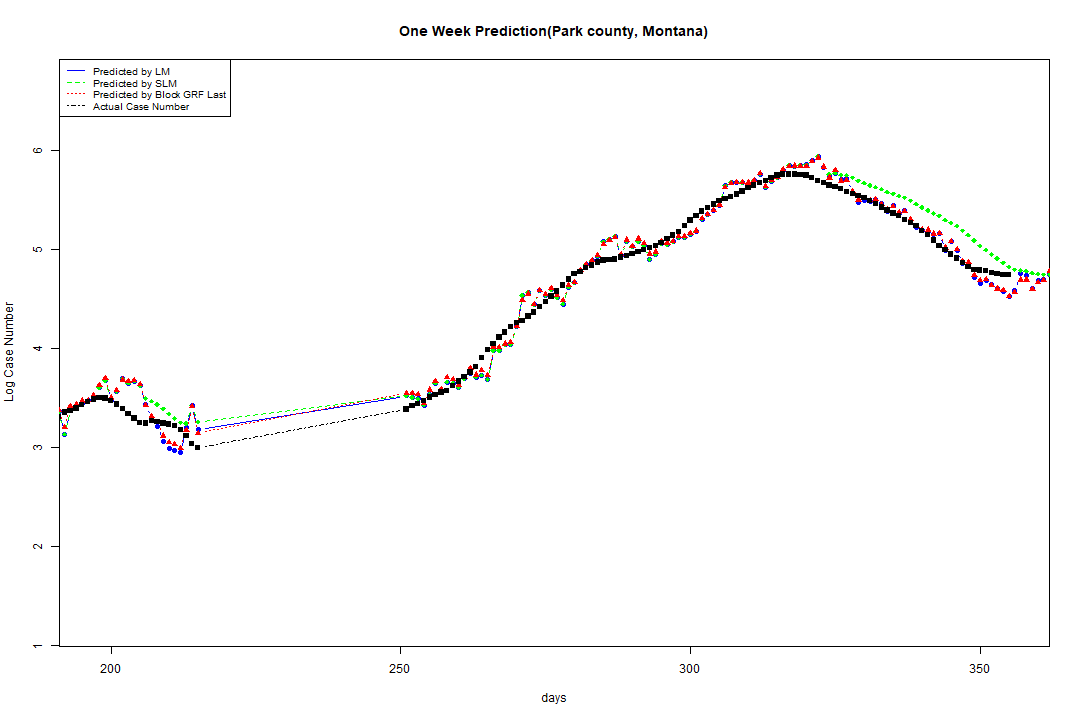 One Week Prediction(Park county, Montana)
Predicted by LM
Predicted by SLM
Predicted by Block GRF Last
Actual Case Number
Log Case Number
6
5
4
3
2
1
200 250 300 350
days